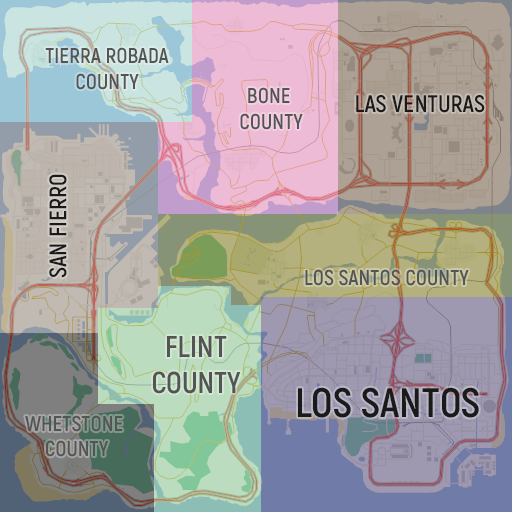 TIERRA ROBADA
COUNTY
BONE
COUNTY
LAS VENTURAS
SAN FIERRO
LOS SANTOS COUNTY
FLINT
COUNTY
LOS SANTOS
WHETSTONE
COUNTY